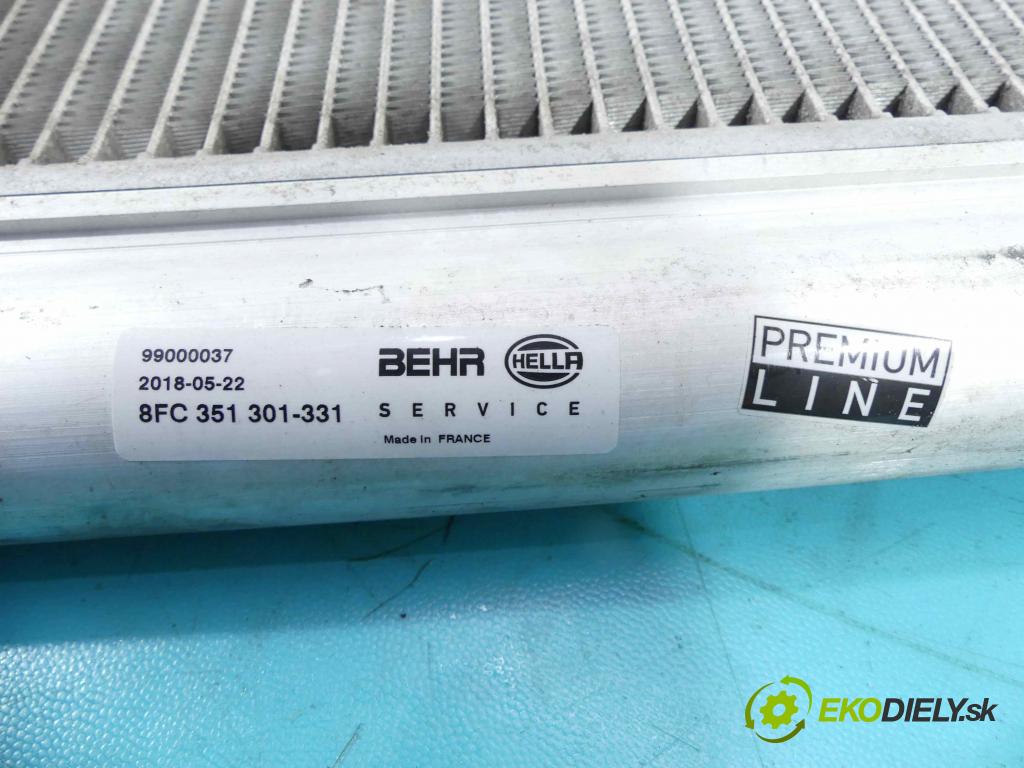 99000037
2018-05-22
8FC 351 301-331
BEHR HELLA
SERVICE
Made in FRANCE
PREMIUM
LINE
EKODIELY.sk